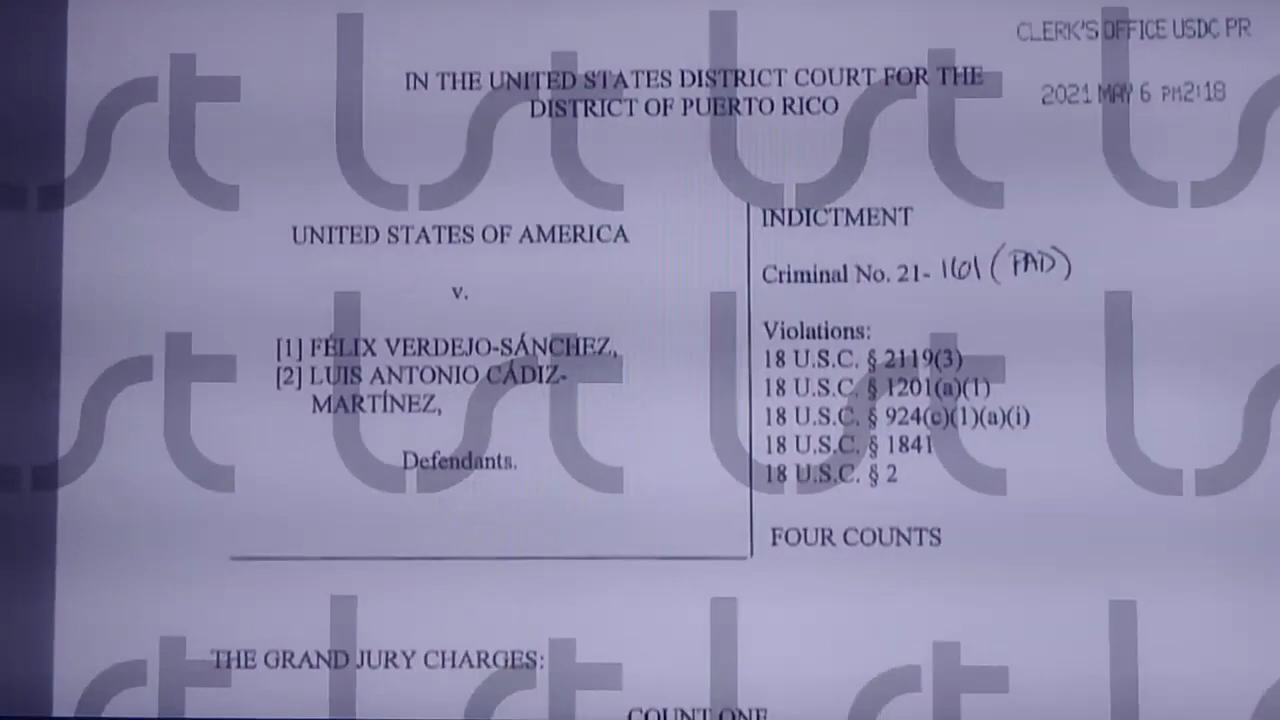 CLERK'S OFFICE USDC PR
2021 MAY 6 PM2:18
IN THE UNITED STATES DISTRICT COURT FOR THE
DISTRICT OF PUERTO RICO
UNITED STATES OF AMERICA
v.
[1] FÉLIX VERDEJO-SÁNCHEZ,
[2] LUIS ANTONIO CÁDIZ-
MARTÍNEZ,
Defendants.
INDICTMENT
Criminal No. 21- 161 (PAD)
Violations:
18 U.S.C. § 2119(3)
18 U.S.C. § 1201(a)(1)
18 U.S.C. § 924(c)(1)(a)(i)
18 U.S.C. § 1841
18 U.S.C. § 2
FOUR COUNTS
THE GRAND JURY CHARGES:
COUNT ONE